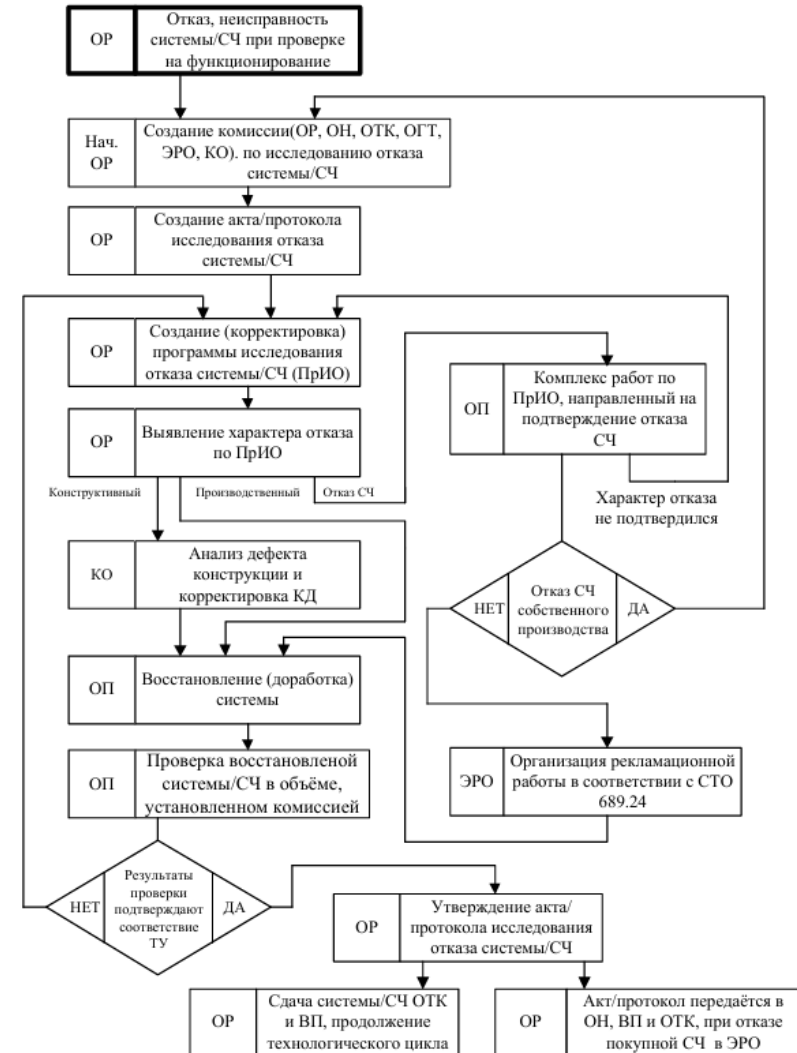 ОР
Отказ, неисправность
системы/СЧ при проверке
на функционирование
Нач.
ОР
Создание комиссии(ОР, ОН, ОТК, ОГТ,
ЭРО, КО). по исследованию отказа
системы/СЧ
ОР
Создание акта/протокола
исследования отказа
системы/СЧ
ОР
Создание (корректировка)
программы исследования
отказа системы/СЧ (ПрИО)
ОП
Комплекс работ по
ПрИО, направленный на
подтверждение отказа
СЧ
ОР
Выявление характера отказа
по ПрИО
Конструктивный
Производственный
Отказ СЧ
Характер отказа
не подтвердился
КО
Анализ дефекта
конструкции и
корректировка КД
НЕТ
Отказ СЧ
собственного
производства
ДА
ОП
Восстановление (доработка)
системы
ОП
Проверка восстановленой
системы/СЧ в объёме,
установленном комиссией
ЭРО
Организация рекламационной
работы в соответствии с СТО
689.24
НЕТ
Результаты
проверки
подтверждают
соответствие
ТУ
ДА
ОР
Утверждение акта/
протокола исследования
отказа системы/СЧ
ОР
Сдача системы/СЧ ОТК
и ВП, продолжение
технологического цикла
ОР
Акт/протокол передаётся в
ОН, ВП и ОТК, при отказе
покупной СЧ в ЭРО